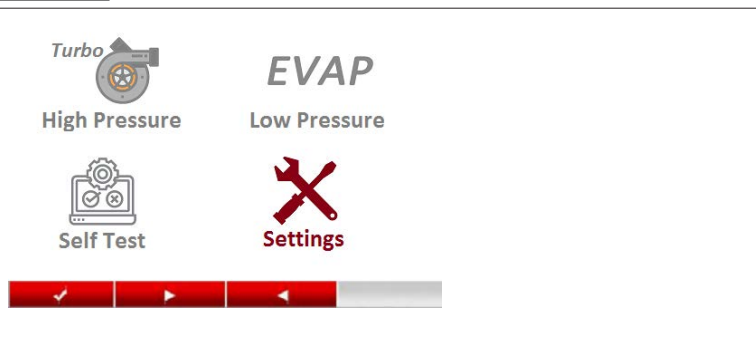 Turbo
EVAP
High Pressure
Low Pressure
Self Test
Settings